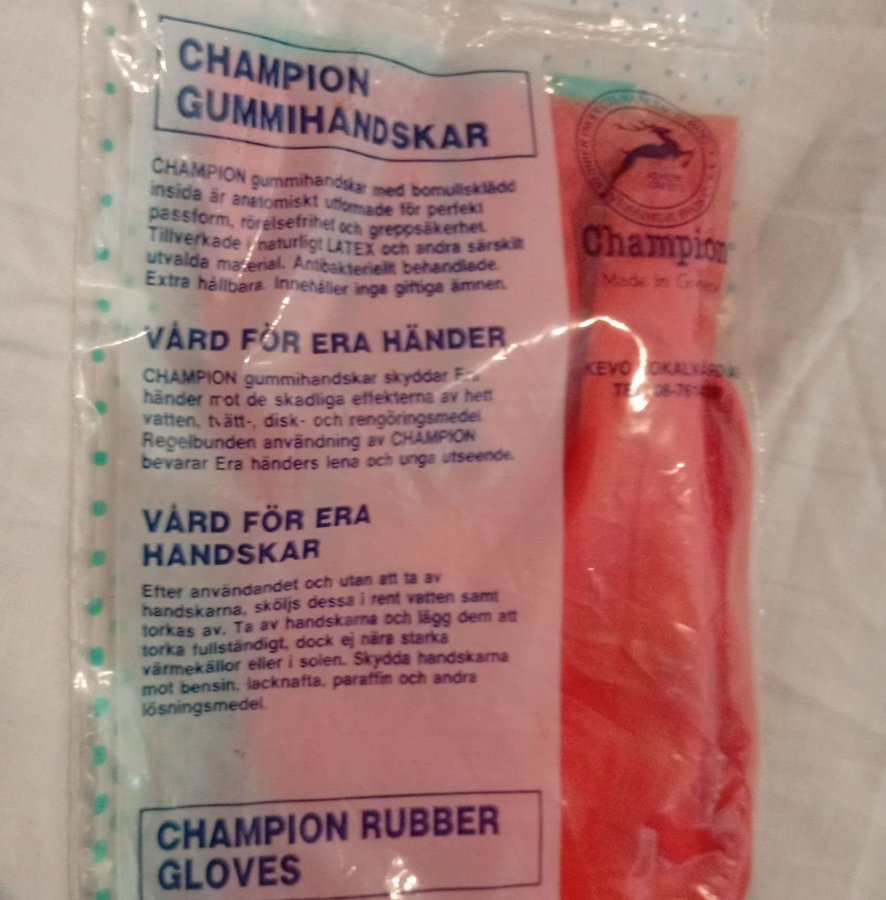 CHAMPION
GUMMIHANDSKAR
CHAMPION gummihandskar med bomullsklädd
insida är anatomiskt utformade för perfekt
passform, rörelsefrihet och greppsäkerhet.
Tillverkade i naturligt LATEX och andra särskilt
utvalda material. Antibakteriellt behandlade.
Extra hållbara. Innehåller inga giftiga ämnen.
VÅRD FÖR ERA HÄNDER
CHAMPION gummihandskar skyddar Era
händer mot de skadliga effekterna av hett
vatten, tvätt-, disk- och rengöringsmedel.
Regelbunden användning av CHAMPION
bevarar Era händers lena och unga utseende.
VÅRD FÖR ERA
HANDSKAR
Efter användandet och utan att ta av
handskarna, sköljs dessa i rent vatten samt
torkas av. Ta av handskarna och lägg dem att
torka fullständigt, dock ej nära starka
värmekällor eller i solen. Skydda handskarna
mot bensin, lacknafta, paraffin och andra
lösningsmedel.
CHAMPION RUBBER
GLOVES
Champion
Made in
KEVO